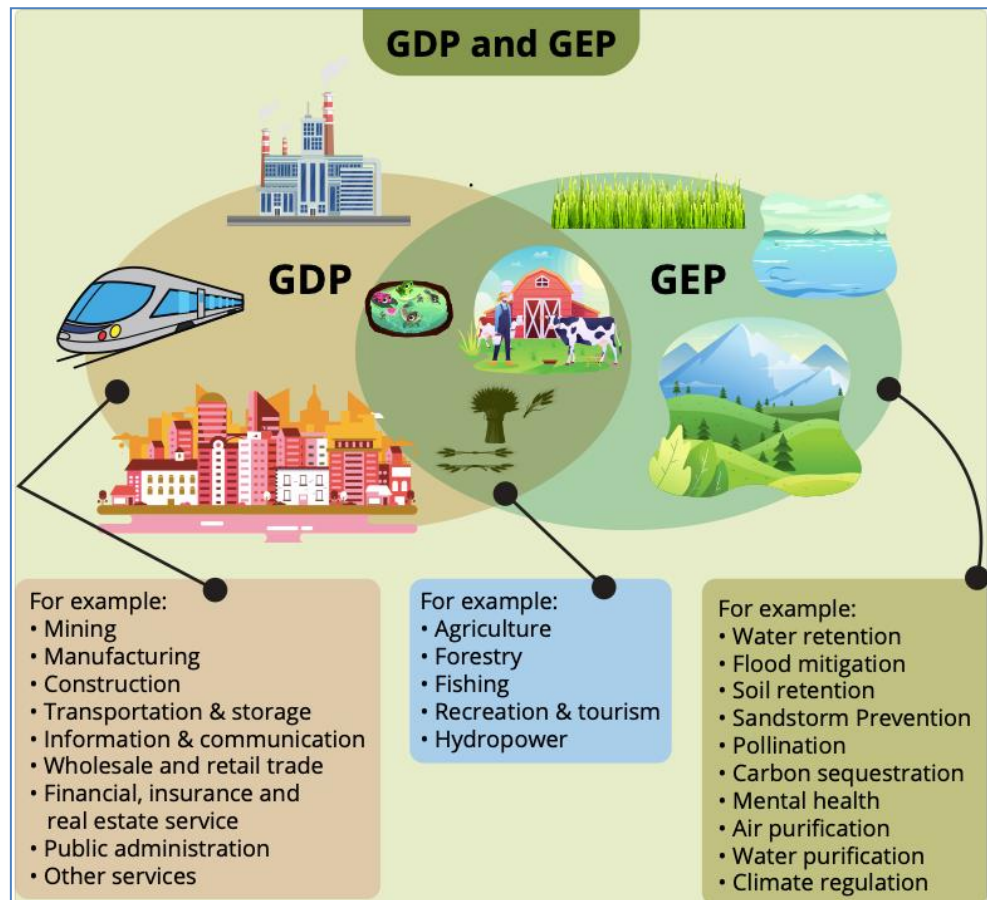 GDP and GEP
GDP
GEP
For example:
• Mining
• Manufacturing
• Construction
• Transportation & storage
• Information & communication
• Wholesale and retail trade
• Financial, insurance and
real estate service
• Public administration
• Other services
For example:
• Agriculture
• Forestry
• Fishing
• Recreation & tourism
• Hydropower
For example:
• Water retention
• Flood mitigation
• Soil retention
• Sandstorm Prevention
• Pollination
• Carbon sequestration
• Mental health
• Air purification
• Water purification
• Climate regulation